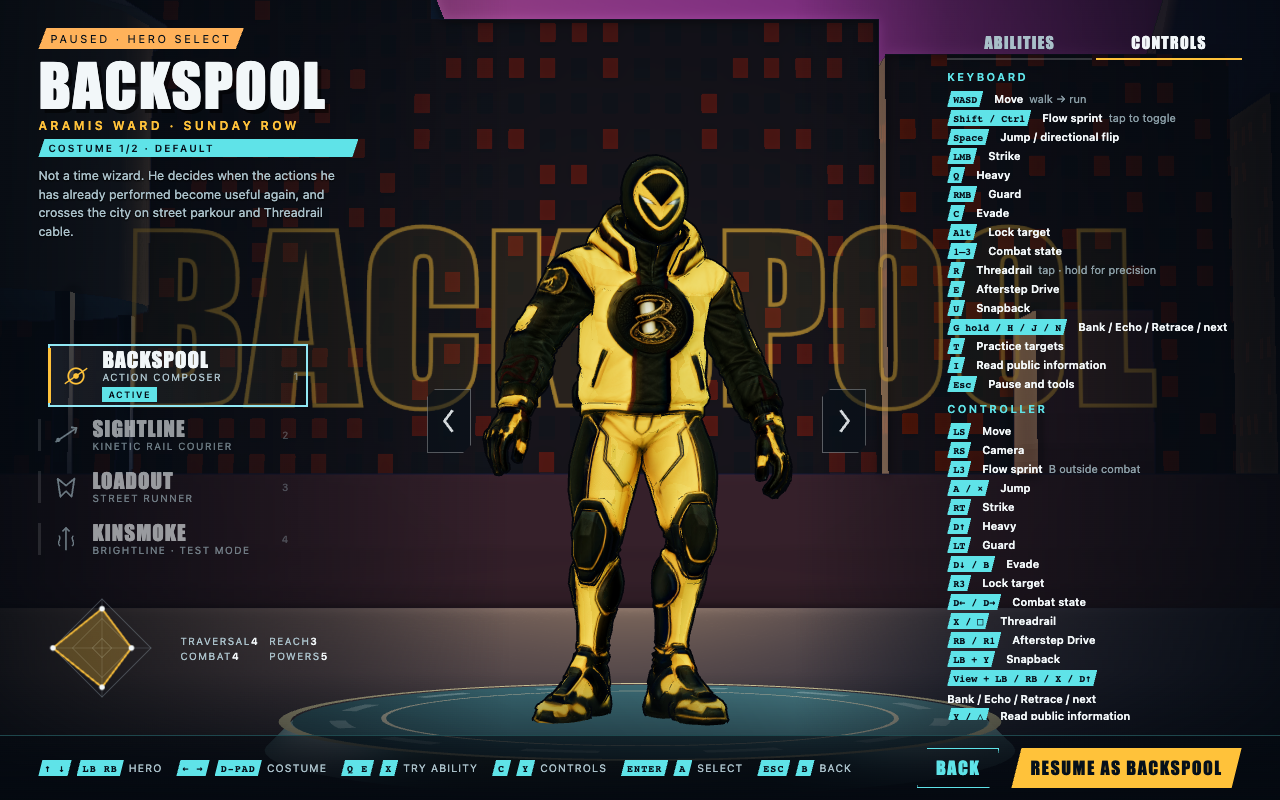 PAUSED · HERO SELECT
BACKSPOOL
ARAMIS WARD · SUNDAY ROW
COSTUME 1/2 · DEFAULT
Not a time wizard. He decides when the actions he
has already performed become useful again, and
crosses the city on street parkour and Threadrail
cable.
BACKSPOOL
BACKSPOOL
ACTION COMPOSER
ACTIVE
SIGHTLINE
KINETIC RAIL COURIER
2
LOADOUT
STREET RUNNER
3
KINSMOKE
BRIGHTLINE · TEST MODE
4
TRAVERSAL4 REACH3
COMBAT4 POWERS5
B
ABILITIES CONTROLS
KEYBOARD
WASD Move walk → run
Shift / Ctrl Flow sprint tap to toggle
Space Jump / directional flip
LMB Strike
Q Heavy
RMB Guard
C Evade
Alt Lock target
1–3 Combat state
R Threadrail tap · hold for precision
E Afterstep Drive
U Snapback
G hold / H / J / N Bank / Echo / Retrace / next
T Practice targets
I Read public information
Esc Pause and tools
CONTROLLER
LS Move
RS Camera
L3 Flow sprint B outside combat
A / × Jump
RT Strike
D↑ Heavy
LT Guard
D↓ / B Evade
R3 Lock target
D← / D→ Combat state
X / □ Threadrail
RB / R1 Afterstep Drive
LB + Y Snapback
View + LB / RB / X / D↑
Bank / Echo / Retrace / next
Y / △ Read public information
↑ ↓ LB RB HERO ← → D-PAD COSTUME Q E X TRY ABILITY C Y CONTROLS ENTER A SELECT ESC B BACK
BACK
RESUME AS BACKSPOOL